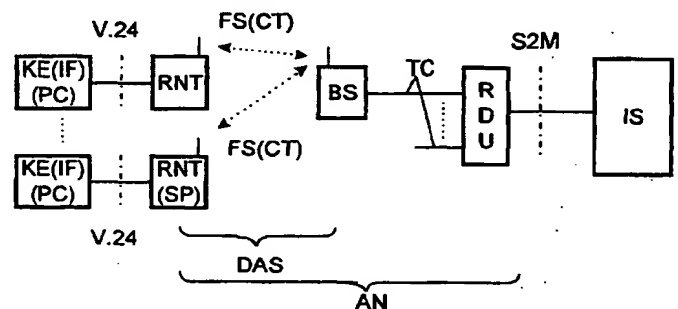 FS(CT)
V.24
S2M
KE(IF)
(PC)
RNT
BS
TC
R
D
U
IS
FS(CT)
KE(IF)
(PC)
RNT
(SP)
V.24
DAS
AN